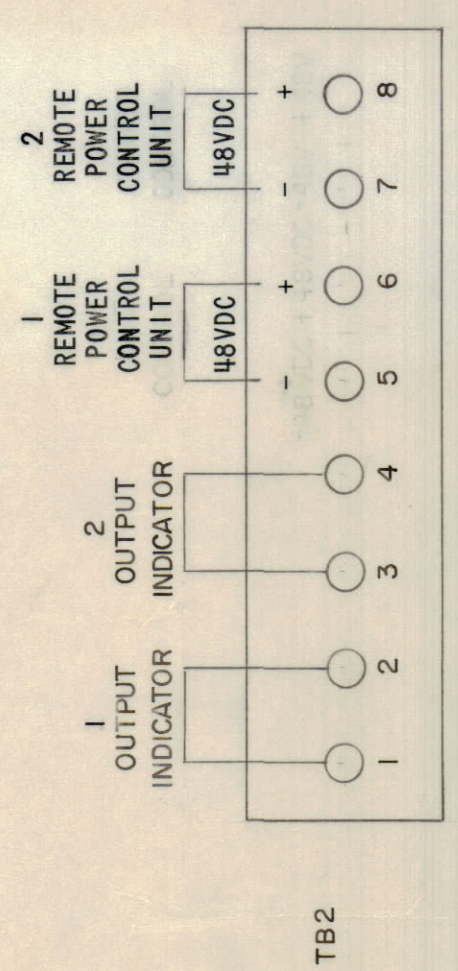 1
OUTPUT
INDICATOR
2
OUTPUT
INDICATOR
1
REMOTE
POWER
CONTROL
UNIT
48VDC
2
REMOTE
POWER
CONTROL
UNIT
48VDC
- + - +
TB2
1 2 3 4 5 6 7 8